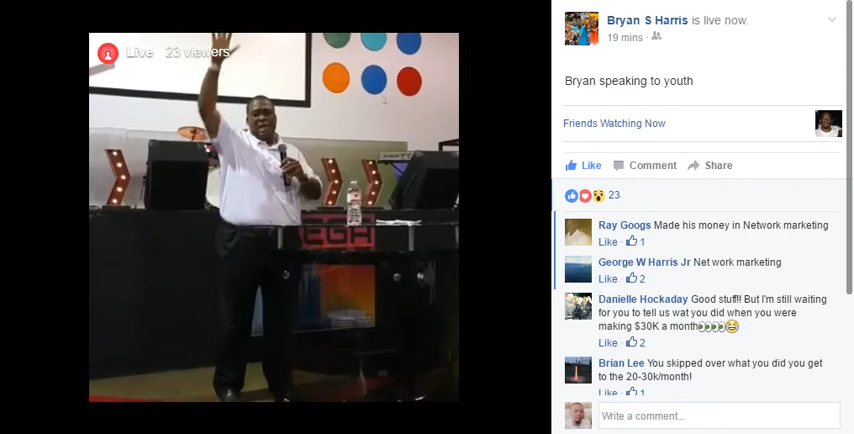 Live 23 viewers
Bryan S Harris is live now.
19 mins ·
Bryan speaking to youth
Friends Watching Now
Like Comment Share
23
Ray Googs Made his money in Network marketing
Like · 1
George W Harris Jr Net work marketing
Like · 2
Danielle Hockaday Good stuff!! But I'm still waiting
for you to tell us wat you did when you were
making $30K a month👀👀😂
Like · 2
Brian Lee You skipped over what you did you get
to the 20-30k/month!
Like · 1
Write a comment...